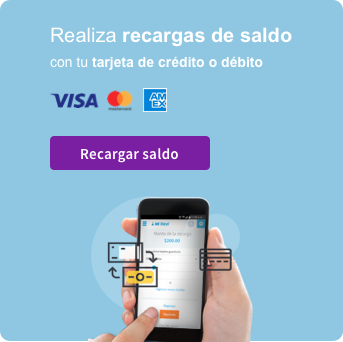 Realiza recargas de saldo
con tu tarjeta de crédito o débito
VISA
mastercard
AM
EX
Recargar saldo
Monto de la recarga
$200.00